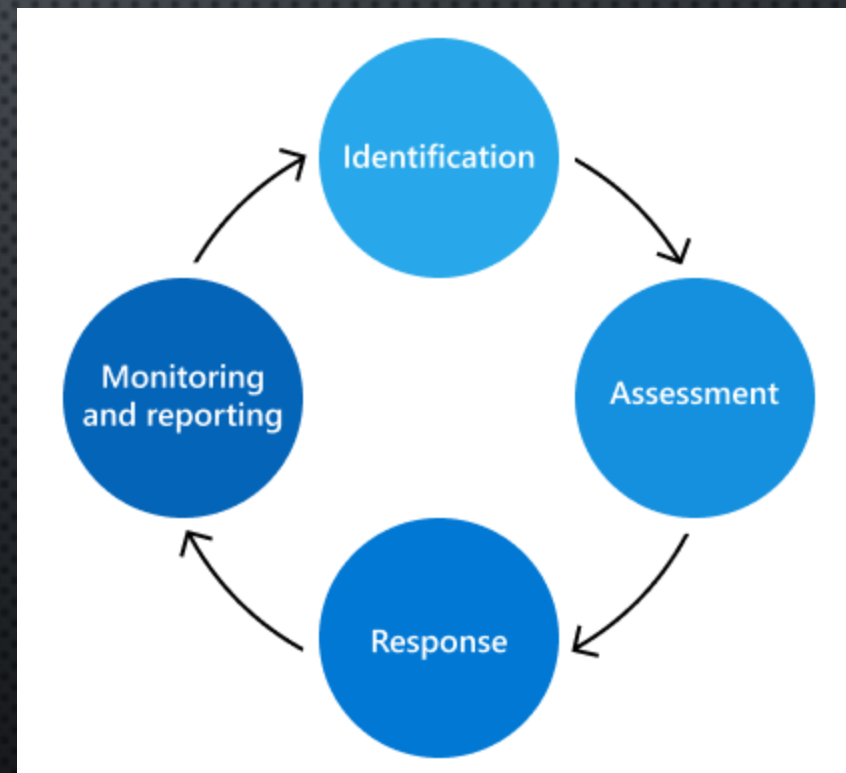 Identification
Assessment
Response
Monitoring
and reporting